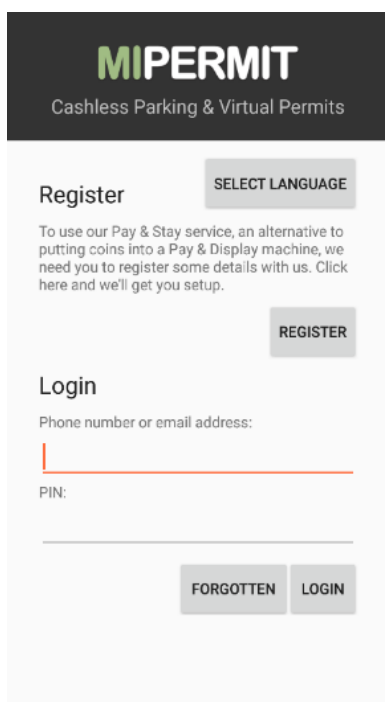 MIPERMIT
Cashless Parking & Virtual Permits
SELECT LANGUAGE
Register
To use our Pay & Stay service, an alternative to
putting coins into a Pay & Display machine, we
need you to register some details with us. Click
here and we'll get you setup.
REGISTER
Login
Phone number or email address:
PIN:
FORGOTTEN
LOGIN